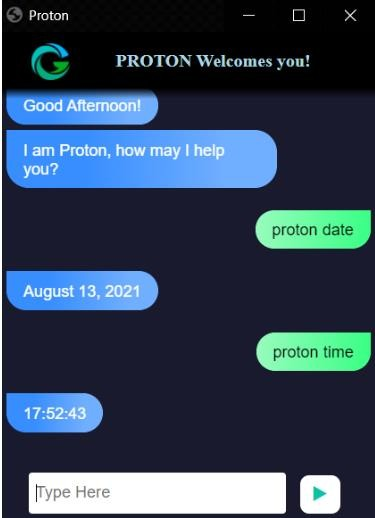 Proton
PROTON Welcomes you!
Good Afternoon!
I am Proton, how may I help
you?
proton date
August 13, 2021
proton time
17:52:43
Type Here